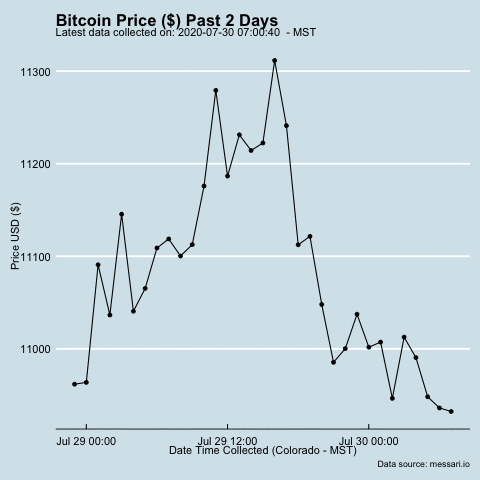 Bitcoin Price ($) Past 2 Days
Latest data collected on: 2020-07-30 07:00:40  - MST
11300
11200
11100
11000
Price USD ($)
Jul 29 00:00
Jul 29 12:00
Jul 30 00:00
Date Time Collected (Colorado - MST)
Data source: messari.io